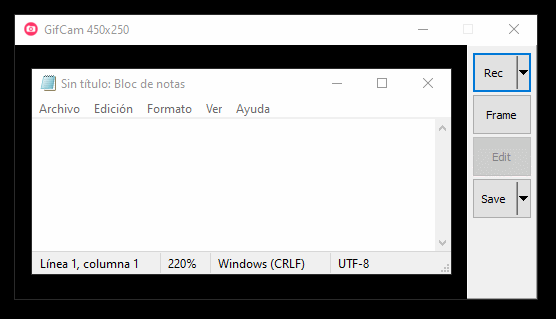 GifCam 450x250
Rec
Sin título: Bloc de notas
Archivo Edición Formato Ver Ayuda
Frame
Edit
Save
Línea 1, columna 1 220% Windows (CRLF) UTF-8